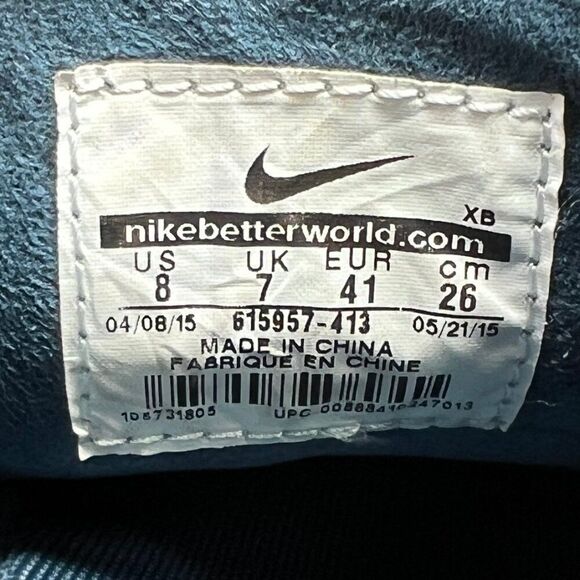 XB
nikebetterworld.com
US UK EUR cm
8 7 41 26
04/08/15 615957-413 05/21/15
MADE IN CHINA
FABRIQUE EN CHINE
UPC